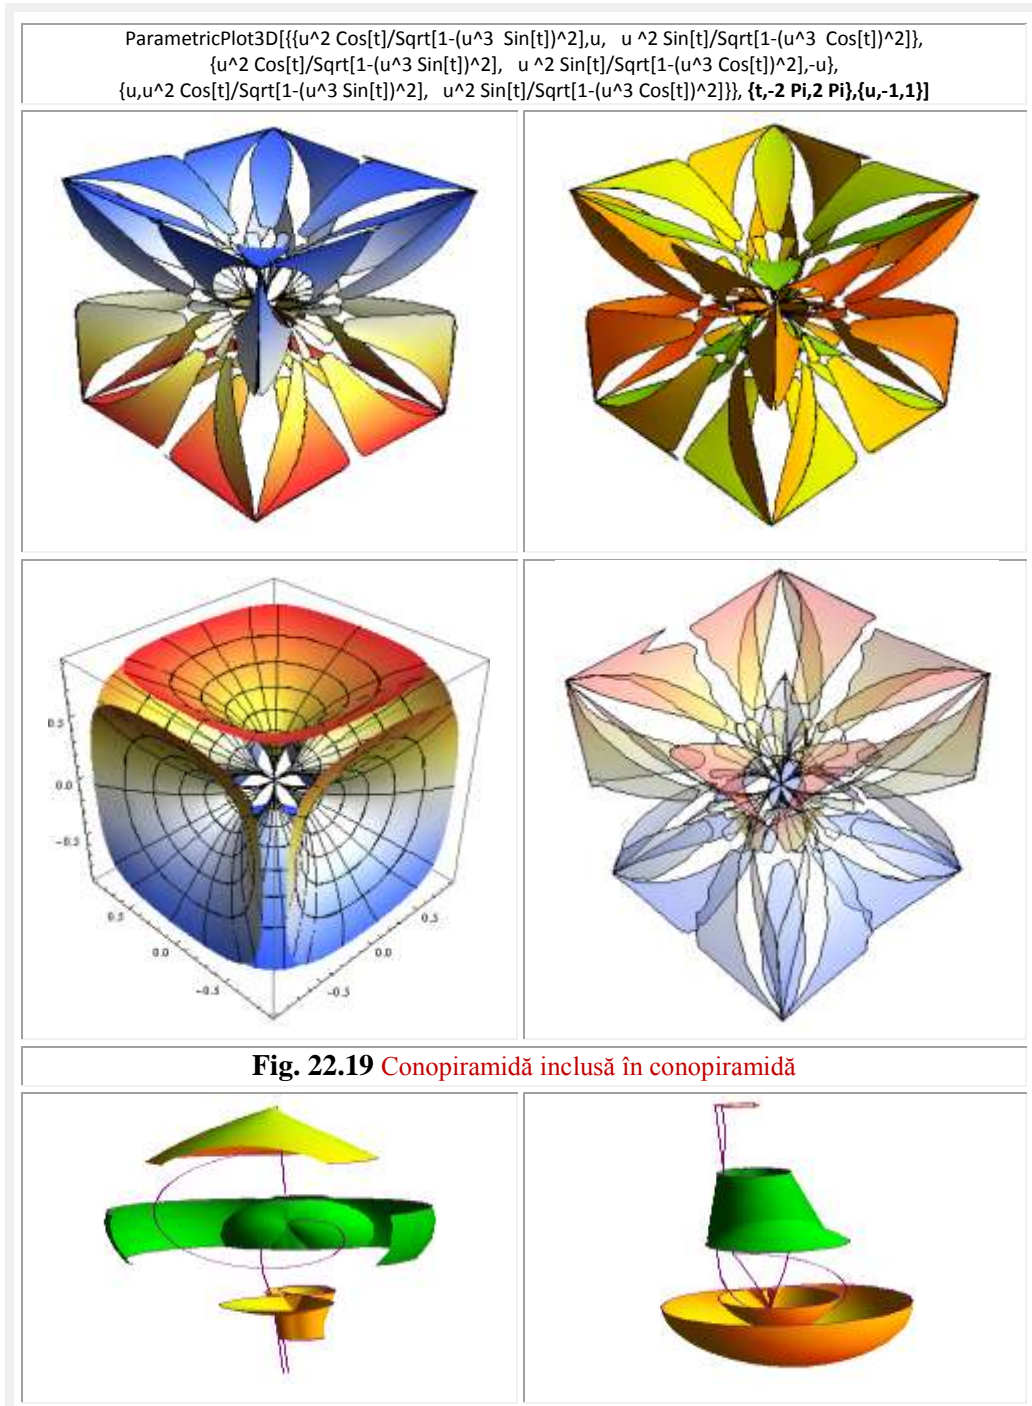 ParametricPlot3D[{{u^2 Cos[t]/Sqrt[1-(u^3 Sin[t])^2],u, u ^2 Sin[t]/Sqrt[1-(u^3 Cos[t])^2]},
{u^2 Cos[t]/Sqrt[1-(u^3 Sin[t])^2], u ^2 Sin[t]/Sqrt[1-(u^3 Cos[t])^2],-u},
{u,u^2 Cos[t]/Sqrt[1-(u^3 Sin[t])^2], u^2 Sin[t]/Sqrt[1-(u^3 Cos[t])^2]}}, {t,-2 Pi,2 Pi},{u,-1,1}]
0.5
0.0
-0.5
0.5
0.0
-0.5
0.5
0.0
-0.5
Fig. 22.19 Conopiramidă inclusă în conopiramidă